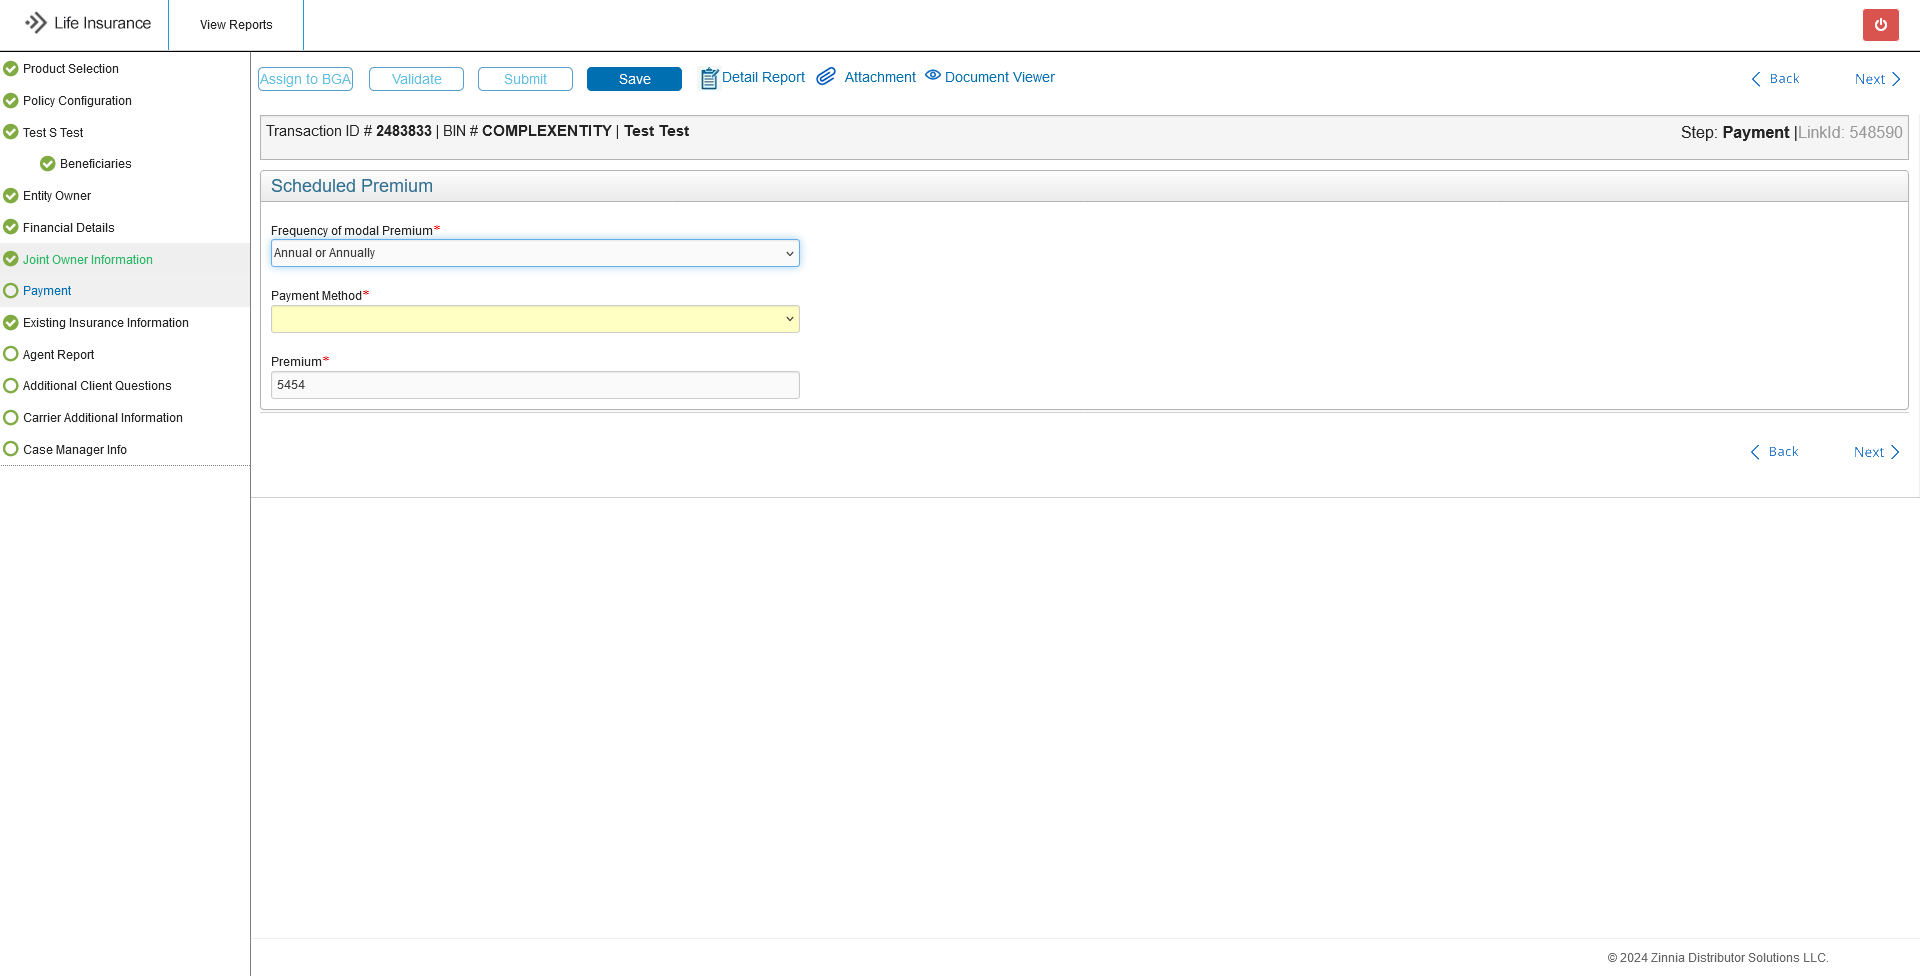 Life Insurance
View Reports
Product Selection
Policy Configuration
Test S Test
Beneficiaries
Entity Owner
Financial Details
Joint Owner Information
Payment
Existing Insurance Information
Agent Report
Additional Client Questions
Carrier Additional Information
Case Manager Info
Assign to BGA
Validate
Submit
Save
Detail Report
Attachment
Document Viewer
Back
Next
Transaction ID # 2483833 | BIN # COMPLEXENTITY | Test Test
Step: Payment |LinkId: 548590
Scheduled Premium
Frequency of modal Premium*
Annual or Annually
Payment Method*
Premium*
5454
Back
Next
© 2024 Zinnia Distributor Solutions LLC.